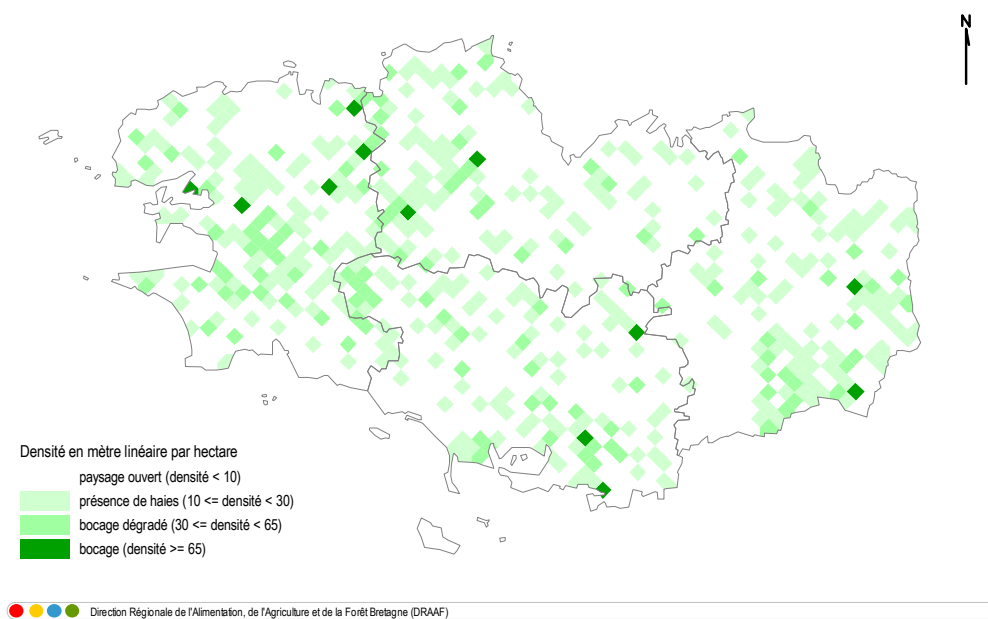 N
Densité en mètre linéaire par hectare
paysage ouvert (densité < 10)
présence de haies (10 <= densité < 30)
bocage dégradé (30 <= densité < 65)
bocage (densité >= 65)
Direction Régionale de l'Alimentation, de l'Agriculture et de la Forêt Bretagne (DRAAF)